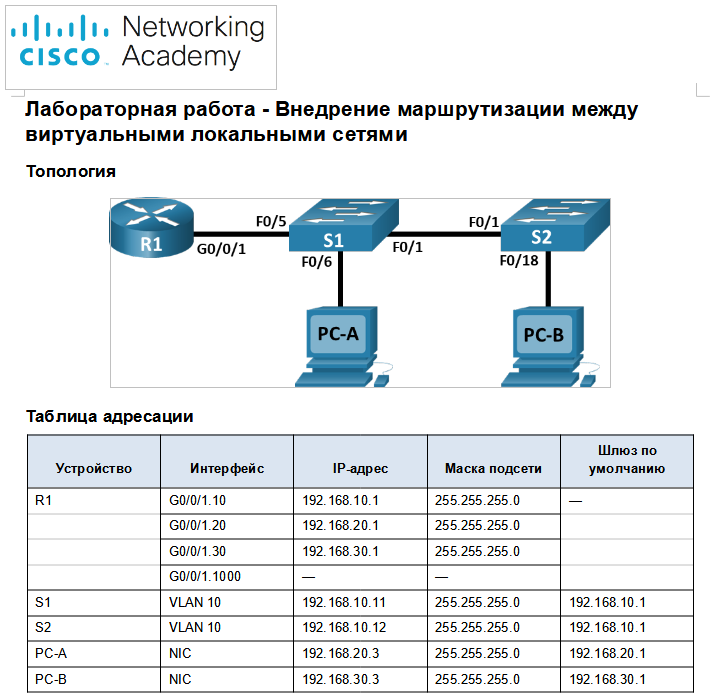 Networking
CISCO Academy
Лабораторная работа - Внедрение маршрутизации между
виртуальными локальными сетями
Топология
R1 G0/0/1 F0/5 S1 F0/1 F0/1 S2
F0/6 F0/18
PC-A PC-B
Таблица адресации
Устройство Интерфейс IP-адрес Маска подсети Шлюз по
умолчанию
R1 G0/0/1.10 192.168.10.1 255.255.255.0 —
G0/0/1.20 192.168.20.1 255.255.255.0
G0/0/1.30 192.168.30.1 255.255.255.0
G0/0/1.1000 — —
S1 VLAN 10 192.168.10.11 255.255.255.0 192.168.10.1
S2 VLAN 10 192.168.10.12 255.255.255.0 192.168.10.1
PC-A NIC 192.168.20.3 255.255.255.0 192.168.20.1
PC-B NIC 192.168.30.3 255.255.255.0 192.168.30.1